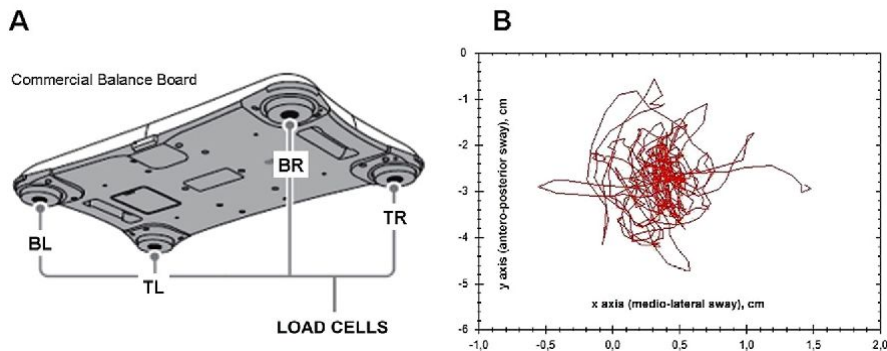 A
Commercial Balance Board
BR
TR
BL
TL
LOAD CELLS
B
0
-1
-2
-3
-4
-5
-6
y axis (antero-posterior sway), cm
x axis (medio-lateral sway), cm
-1,0 -0,5 0,0 0,5 1,0 1,5 2,0